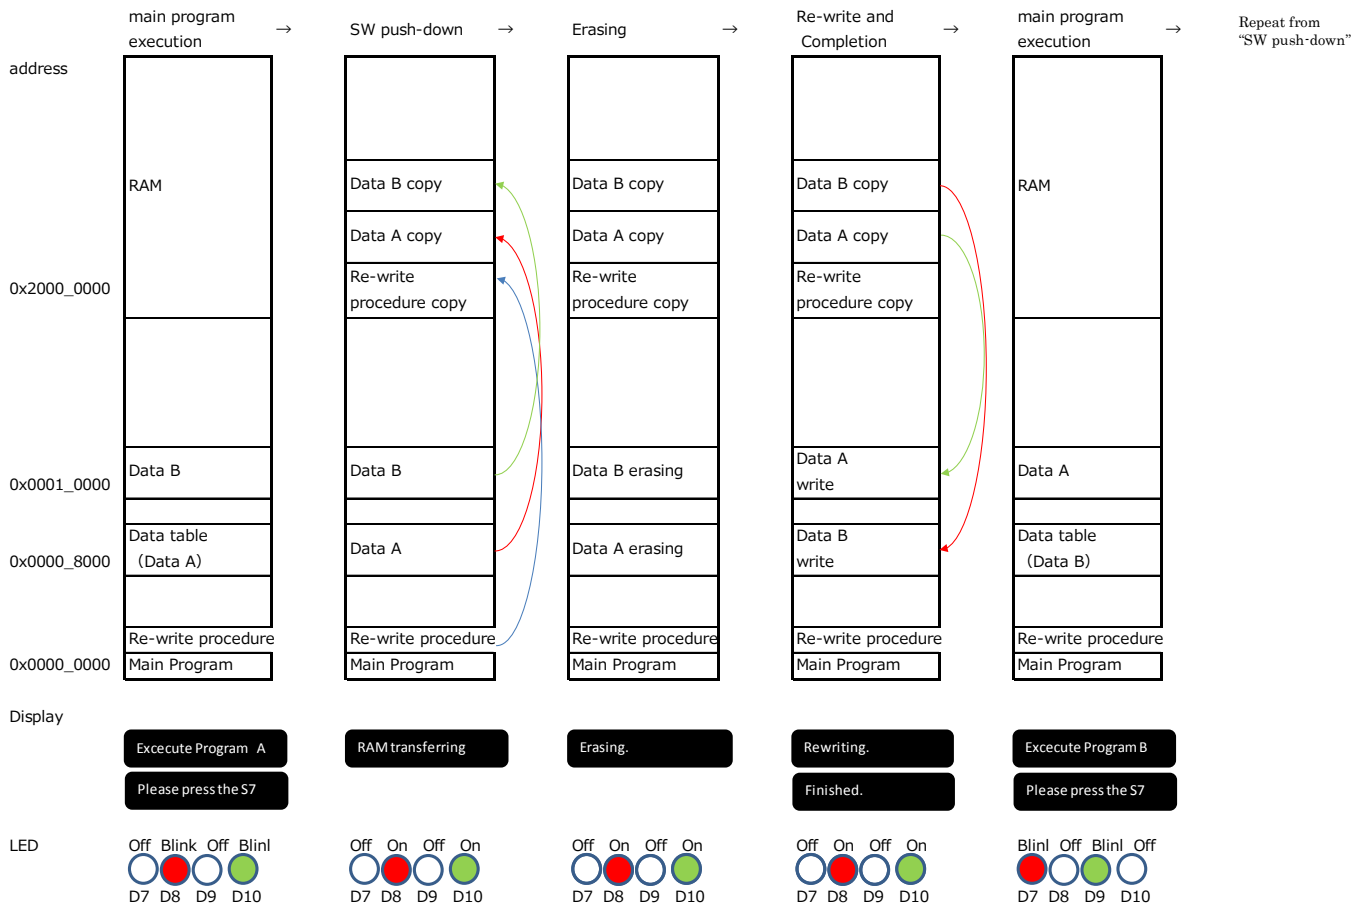 main program
execution
→
SW push-down
→
Erasing
→
Re-write and
Completion
→
main program
execution
→
Repeat from
“SW push-down”
address
RAM
0x2000_0000
Data B
0x0001_0000
Data table
（Data A）
0x0000_8000
Re-write procedure
0x0000_0000
Main Program
Data B copy
Data A copy
Re-write
procedure copy
Data B
Data A
Re-write procedure
Main Program
Data B copy
Data A copy
Re-write
procedure copy
Data B erasing
Data A erasing
Re-write procedure
Main Program
Data B copy
Data A copy
Re-write
procedure copy
Data A
write
Data B
write
Re-write procedure
Main Program
RAM
Data A
Data table
（Data B）
Re-write procedure
Main Program
Display
Excecute Program A
Please press the S7
RAM transferring
Erasing.
Rewriting.
Finished.
Excecute Program B
Please press the S7
LED
Off Blink Off Blinl
D7 D8 D9 D10
Off On Off On
D7 D8 D9 D10
Off On Off On
D7 D8 D9 D10
Off On Off On
D7 D8 D9 D10
Blinl Off Blinl Off
D7 D8 D9 D10